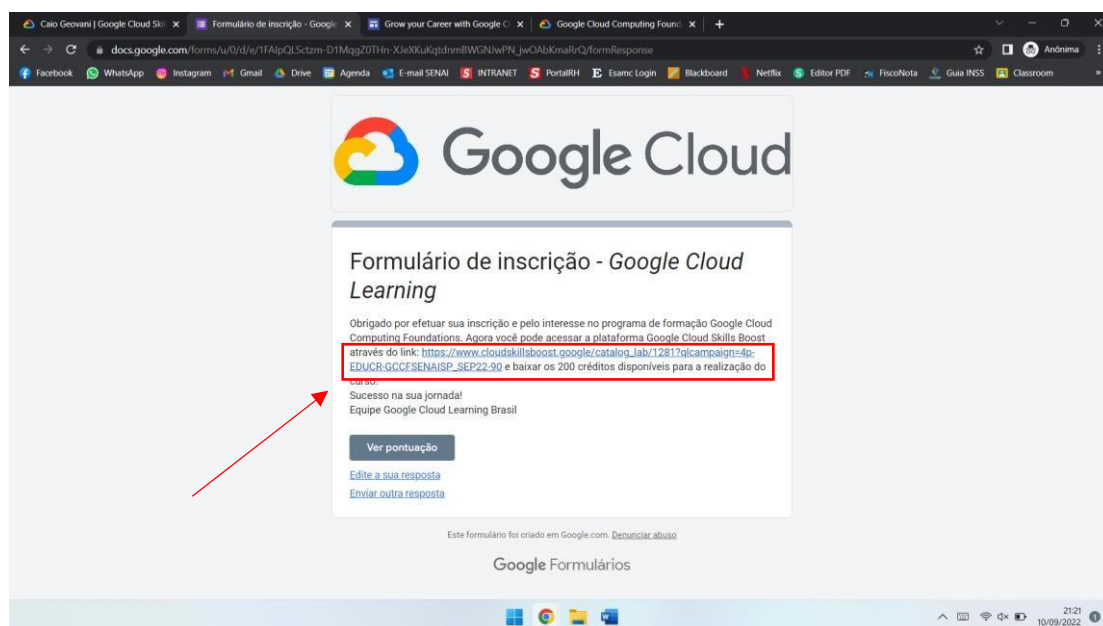 Caio Geovani | Google Cloud Skil
Formulário de inscrição - Google
Grow your Career with Google C
Google Cloud Computing Found
docs.google.com/forms/u/0/d/e/
Anônima
Facebook WhatsApp Instagram Gmail Drive Agenda E-mail SENAI INTRANET PortalRH Esamc Login Blackboard Netflix Editor PDF FiscoNota Guia INSS Classroom
Google Cloud
Formulário de inscrição - Google Cloud
Learning
Obrigado por efetuar sua inscrição e pelo interesse no programa de formação Google Cloud
Computing Foundations. Agora você pode acessar a plataforma Google Cloud Skills Boost
através do link: https://www.cloudskillsboost.google/catalog_lab/1281?qlcampaign=4p-
EDUCR-GCCFSENAISP_SEP22-90 e baixar os 200 créditos disponíveis para a realização do
curso.
Sucesso na sua jornada!
Equipe Google Cloud Learning Brasil
Ver pontuação
Edite a sua resposta
Enviar outra resposta
Este formulário foi criado em Google.com. Denunciar abuso
Google Formulários
21:21
10/09/2022